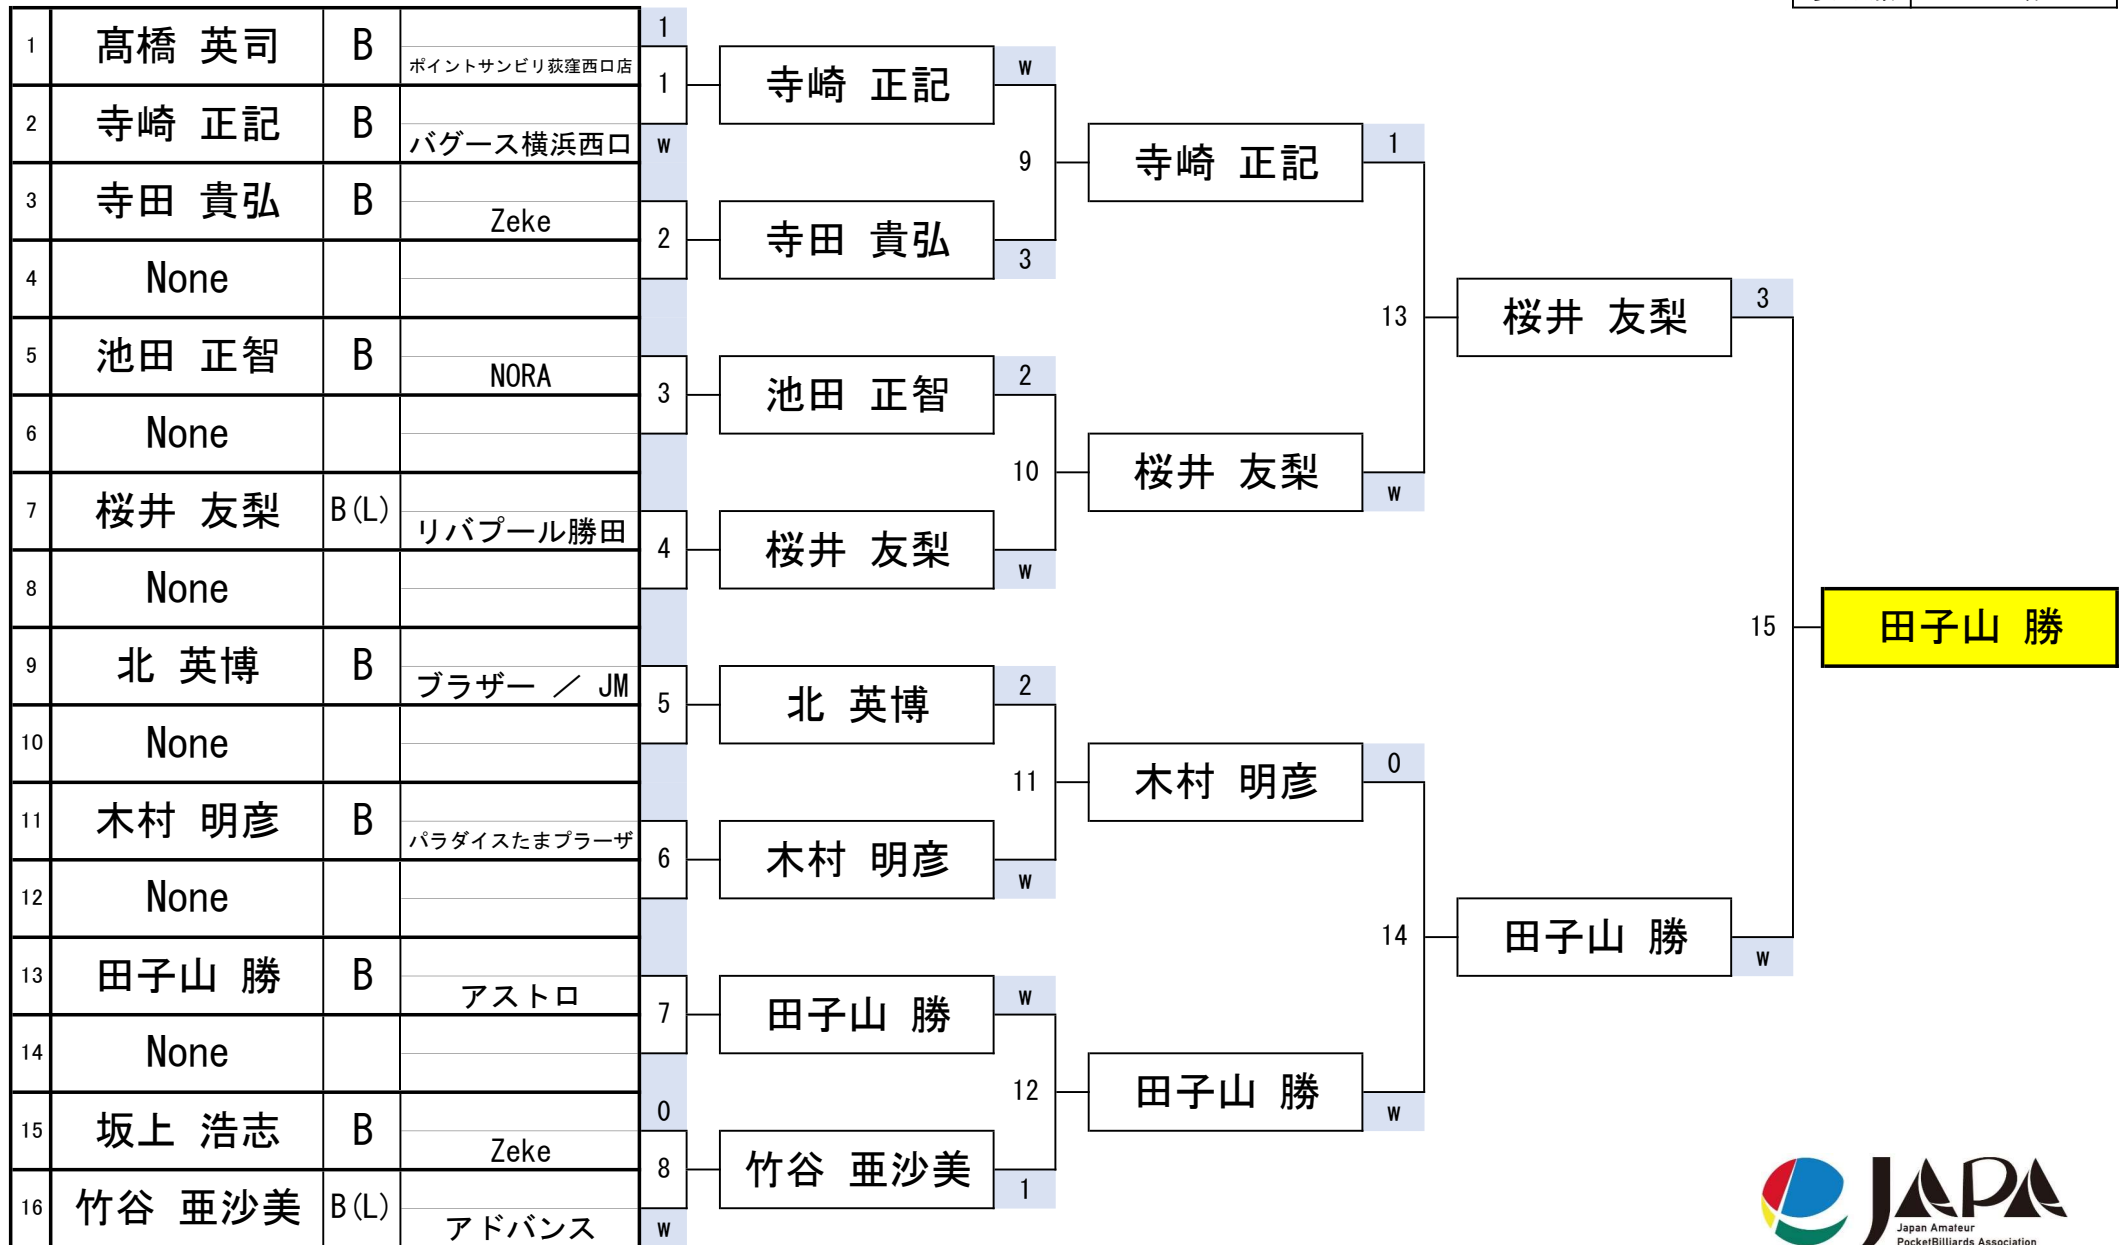 1 髙橋 英司 B ポイントサンビリ荻窪西口店 1
1 寺崎 正記 W
2 寺崎 正記 B バグース横浜西口 W
9 寺崎 正記 1
3 寺田 貴弘 B Zeke
2 寺田 貴弘 3
4 None
13 桜井 友梨 3
5 池田 正智 B NORA
3 池田 正智 2
6 None
10 桜井 友梨 W
7 桜井 友梨 B(L) リバプール勝田
4 桜井 友梨 W
8 None
15 田子山 勝
9 北 英博 B ブラザー ／ JM
5 北 英博 2
10 None
11 木村 明彦 0
11 木村 明彦 B パラダイスたまプラーザ
6 木村 明彦 W
12 None
14 田子山 勝 W
13 田子山 勝 B アストロ
7 田子山 勝 W
14 None
12 田子山 勝 W
15 坂上 浩志 B Zeke 0
8 竹谷 亜沙美 1
16 竹谷 亜沙美 B(L) アドバンス W
JAPA
Japan Amateur
PocketBilliards Association